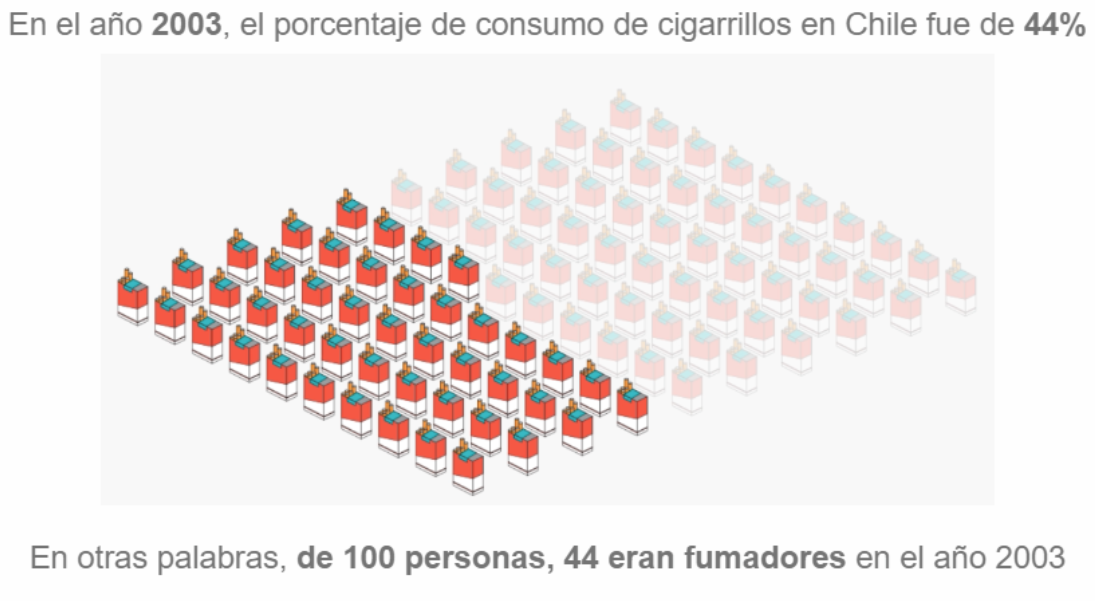 En el año 2003, el porcentaje de consumo de cigarrillos en Chile fue de 44%
En otras palabras, de 100 personas, 44 eran fumadores en el año 2003